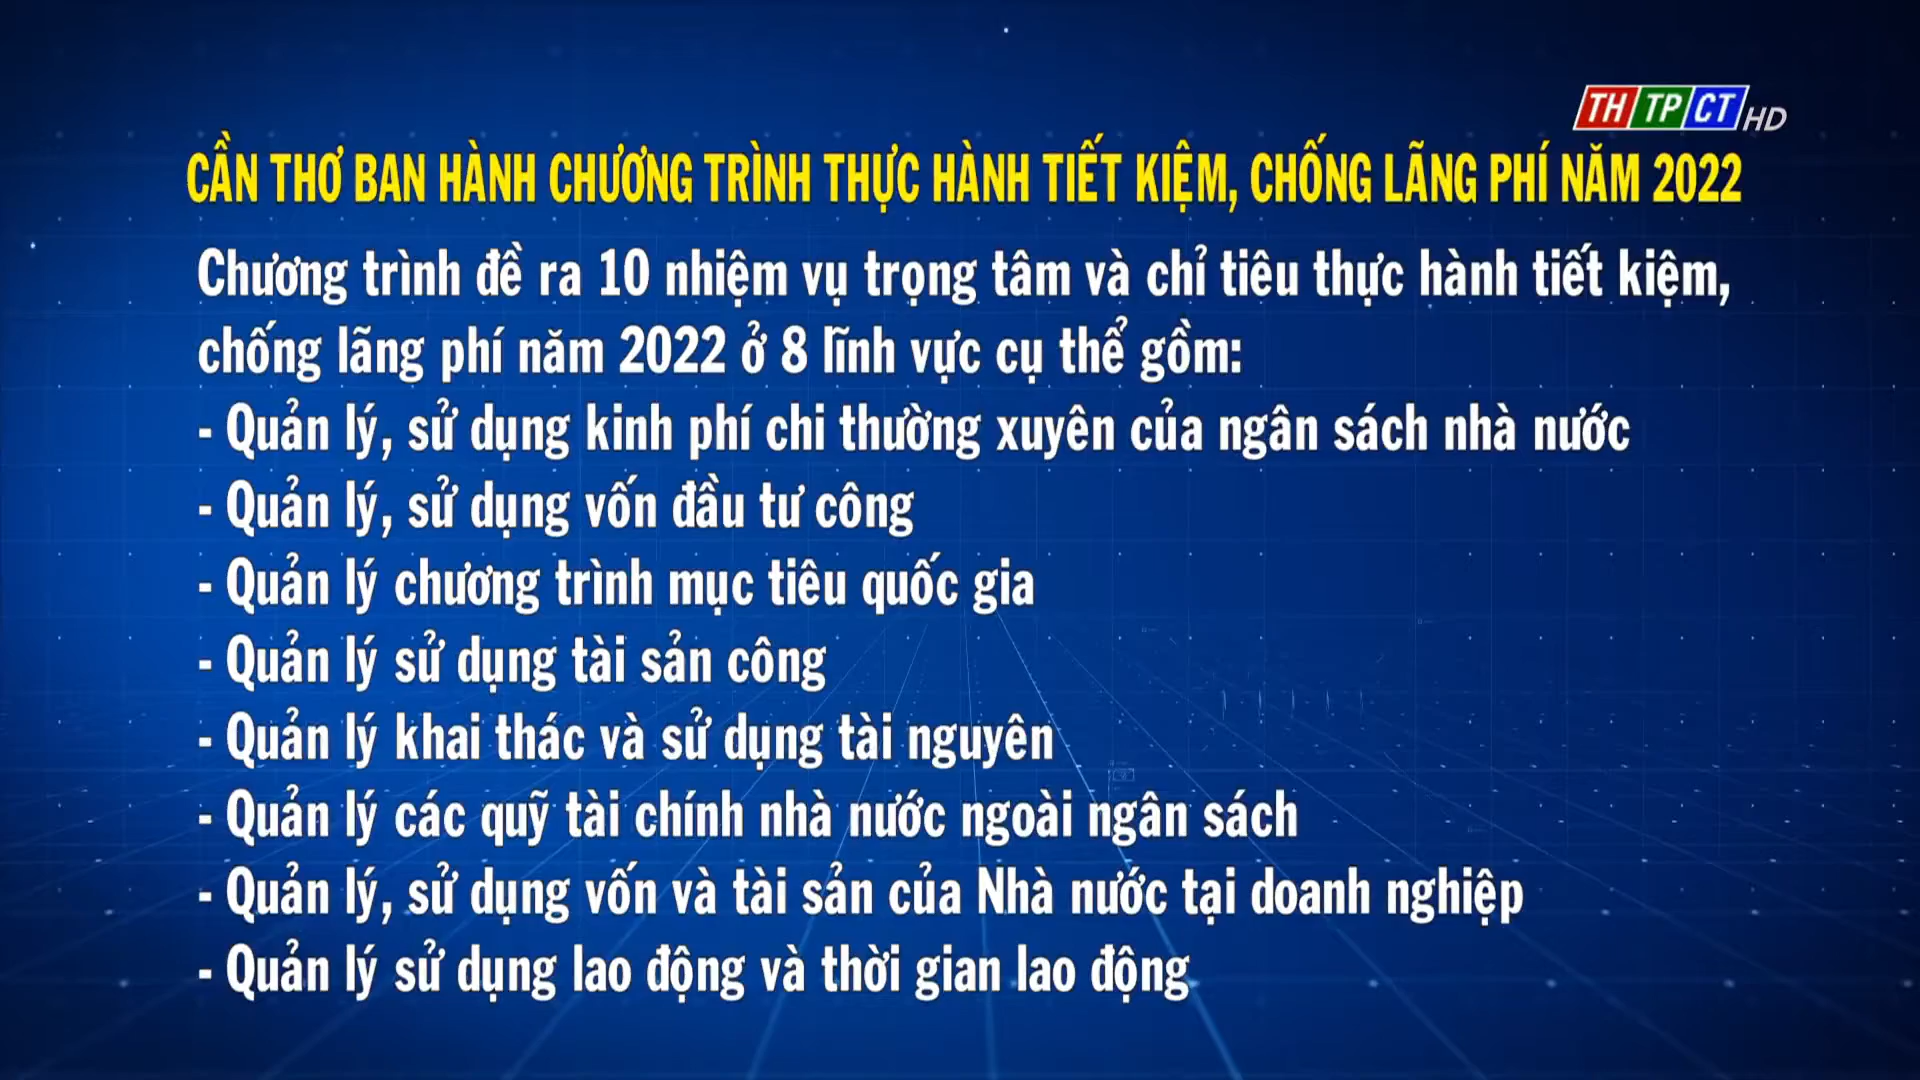 TH TP CT HD
CẦN THƠ BAN HÀNH CHƯƠNG TRÌNH THỰC HÀNH TIẾT KIỆM, CHỐNG LÃNG PHÍ NĂM 2022
Chương trình đề ra 10 nhiệm vụ trọng tâm và chỉ tiêu thực hành tiết kiệm,
chống lãng phí năm 2022 ở 8 lĩnh vực cụ thể gồm:
- Quản lý, sử dụng kinh phí chi thường xuyên của ngân sách nhà nước
- Quản lý, sử dụng vốn đầu tư công
- Quản lý chương trình mục tiêu quốc gia
- Quản lý sử dụng tài sản công
- Quản lý khai thác và sử dụng tài nguyên
- Quản lý các quỹ tài chính nhà nước ngoài ngân sách
- Quản lý, sử dụng vốn và tài sản của Nhà nước tại doanh nghiệp
- Quản lý sử dụng lao động và thời gian lao động